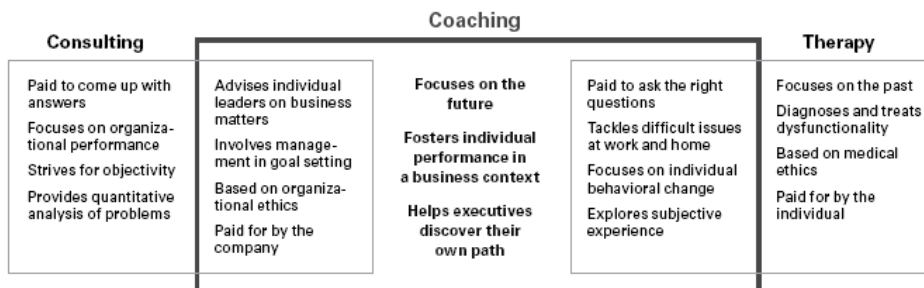 Coaching
Consulting
Therapy
Paid to come up with
answers
Focuses on organiza-
tional performance
Strives for objectivity
Provides quantitative
analysis of problems
Advises individual
leaders on business
matters
Involves manage-
ment in goal setting
Based on organiza-
tional ethics
Paid for by the
company
Focuses on the
future
Fosters individual
performance in
a business context
Helps executives
discover their
own path
Paid to ask the right
questions
Tackles difficult issues
at work and home
Focuses on individual
behavioral change
Explores subjective
experience
Focuses on the past
Diagnoses and treats
dysfunctionality
Based on medical
ethics
Paid for by the
individual